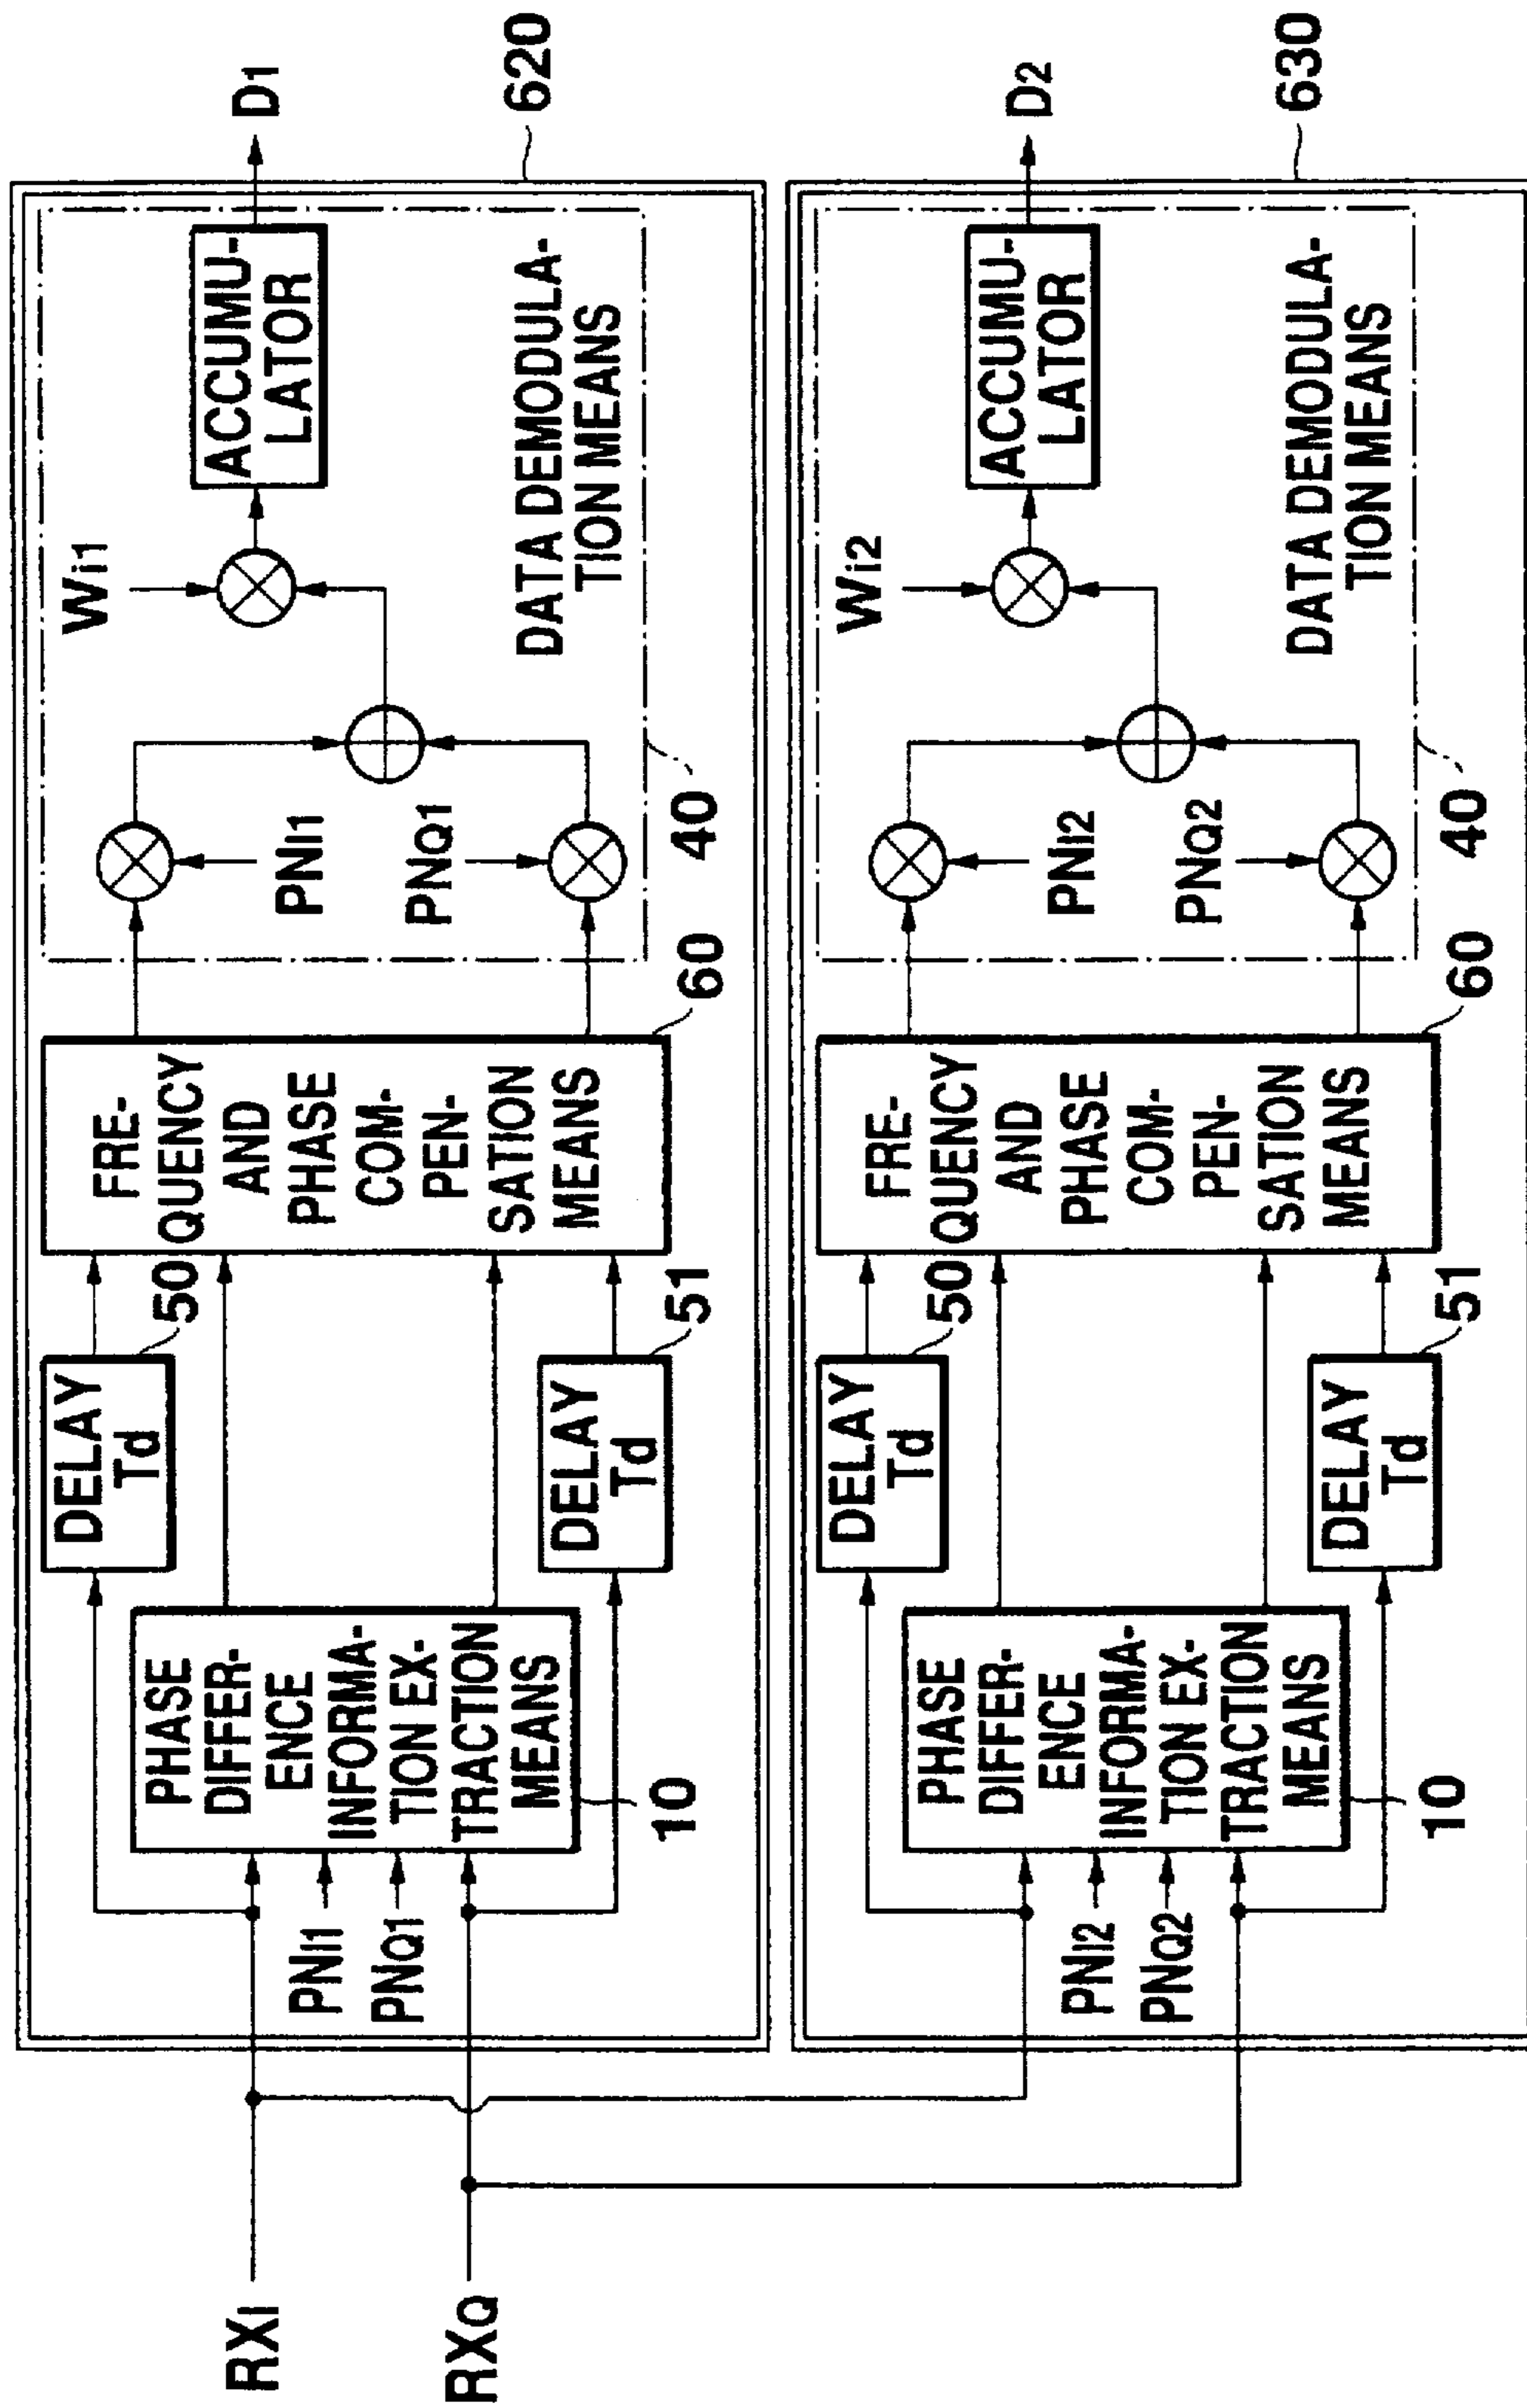 RXI
RXQ
PHASE
DIFFER-
ENCE
INFORMA-
TION EX-
TRACTION
MEANS
10
PNI1
PNQ1
DELAY
Td
50
DELAY
Td
51
FRE-
QUENCY
AND
PHASE
COM-
PEN-
SATION
MEANS
60
PNI1
PNQ1
Wi1
ACCUMU-
LATOR
DATA DEMODULA-
TION MEANS
40
D1
620
PHASE
DIFFER-
ENCE
INFORMA-
TION EX-
TRACTION
MEANS
10
PNI2
PNQ2
DELAY
Td
50
DELAY
Td
51
FRE-
QUENCY
AND
PHASE
COM-
PEN-
SATION
MEANS
60
PNI2
PNQ2
Wi2
ACCUMU-
LATOR
DATA DEMODULA-
TION MEANS
40
D2
630